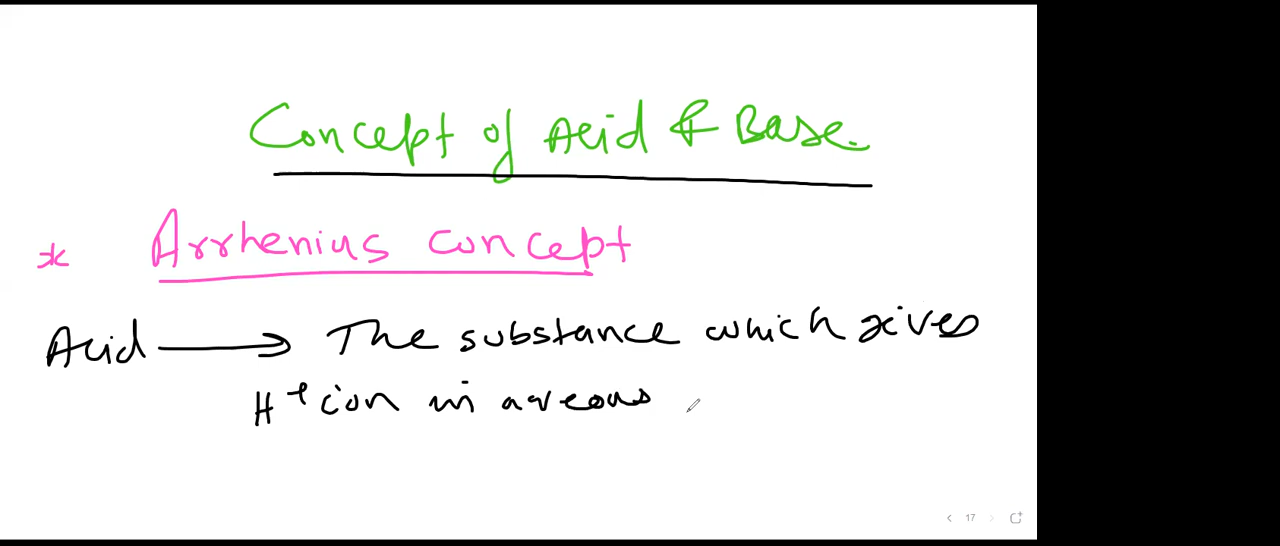 Concept of Acid & Base.
* Arrhenius concept
Acid → The substance which gives
H+ ion in aqueous
17